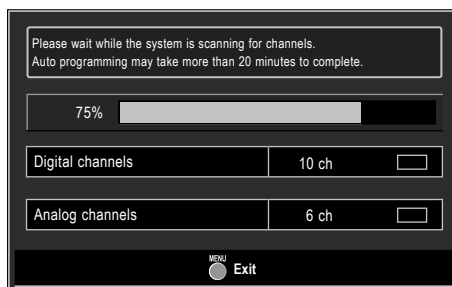 Please wait while the system is scanning for channels.
Auto programming may take more than 20 minutes to complete.
75%
Digital channels 10 ch
Analog channels 6 ch
MENU Exit